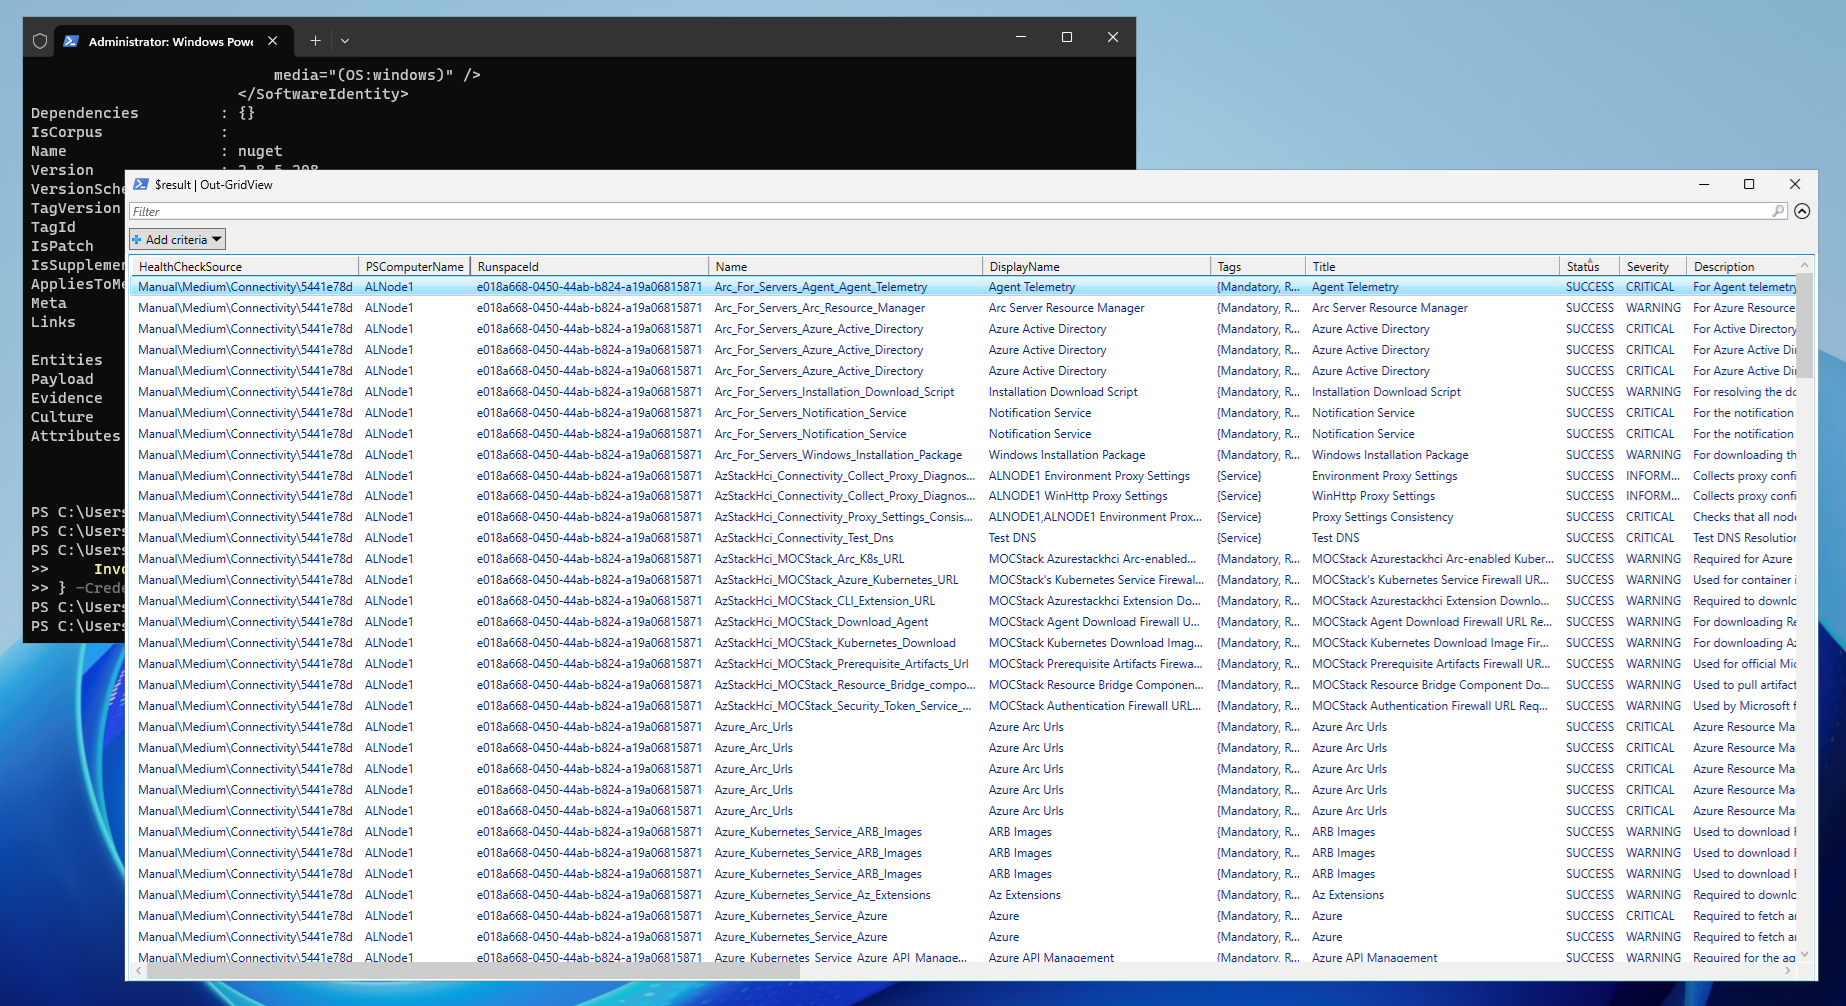 Administrator: Windows Powe
media="(OS:windows)" />
</SoftwareIdentity>
Dependencies : {}
IsCorpus :
Name : nuget
Version : 2.8.5.208
VersionSche
TagVersion
TagId
IsPatch
IsSupplemen
AppliesToMe
Meta
Links
Entities
Payload
Evidence
Culture
Attributes
PS C:\Users
PS C:\Users
PS C:\Users
>> Invo
>> } -Crede
PS C:\Users
PS C:\Users
$result | Out-GridView
Filter
Add criteria
HealthCheckSource PSComputerName RunspaceId Name DisplayName Tags Title Status Severity Description
Manual\Medium\Connectivity\5441e78d ALNode1 e018a668-0450-44ab-b824-a19a06815871 Arc_For_Servers_Agent_Agent_Telemetry Agent Telemetry {Mandatory, R... Agent Telemetry SUCCESS CRITICAL For Agent telemetry
Manual\Medium\Connectivity\5441e78d ALNode1 e018a668-0450-44ab-b824-a19a06815871 Arc_For_Servers_Arc_Resource_Manager Arc Server Resource Manager {Mandatory, R... Arc Server Resource Manager SUCCESS WARNING For Azure Resource
Manual\Medium\Connectivity\5441e78d ALNode1 e018a668-0450-44ab-b824-a19a06815871 Arc_For_Servers_Azure_Active_Directory Azure Active Directory {Mandatory, R... Azure Active Directory SUCCESS CRITICAL For Active Directory
Manual\Medium\Connectivity\5441e78d ALNode1 e018a668-0450-44ab-b824-a19a06815871 Arc_For_Servers_Azure_Active_Directory Azure Active Directory {Mandatory, R... Azure Active Directory SUCCESS CRITICAL For Azure Active Di
Manual\Medium\Connectivity\5441e78d ALNode1 e018a668-0450-44ab-b824-a19a06815871 Arc_For_Servers_Azure_Active_Directory Azure Active Directory {Mandatory, R... Azure Active Directory SUCCESS CRITICAL For Azure Active Di
Manual\Medium\Connectivity\5441e78d ALNode1 e018a668-0450-44ab-b824-a19a06815871 Arc_For_Servers_Installation_Download_Script Installation Download Script {Mandatory, R... Installation Download Script SUCCESS WARNING For resolving the do
Manual\Medium\Connectivity\5441e78d ALNode1 e018a668-0450-44ab-b824-a19a06815871 Arc_For_Servers_Notification_Service Notification Service {Mandatory, R... Notification Service SUCCESS CRITICAL For the notification
Manual\Medium\Connectivity\5441e78d ALNode1 e018a668-0450-44ab-b824-a19a06815871 Arc_For_Servers_Notification_Service Notification Service {Mandatory, R... Notification Service SUCCESS CRITICAL For the notification
Manual\Medium\Connectivity\5441e78d ALNode1 e018a668-0450-44ab-b824-a19a06815871 Arc_For_Servers_Windows_Installation_Package Windows Installation Package {Mandatory, R... Windows Installation Package SUCCESS WARNING For downloading th
Manual\Medium\Connectivity\5441e78d ALNode1 e018a668-0450-44ab-b824-a19a06815871 AzStackHci_Connectivity_Collect_Proxy_Diagnos... ALNODE1 Environment Proxy Settings {Service} Environment Proxy Settings SUCCESS INFORM... Collects proxy confi
Manual\Medium\Connectivity\5441e78d ALNode1 e018a668-0450-44ab-b824-a19a06815871 AzStackHci_Connectivity_Collect_Proxy_Diagnos... ALNODE1 WinHttp Proxy Settings {Service} WinHttp Proxy Settings SUCCESS INFORM... Collects proxy confi
Manual\Medium\Connectivity\5441e78d ALNode1 e018a668-0450-44ab-b824-a19a06815871 AzStackHci_Connectivity_Proxy_Settings_Consis... ALNODE1,ALNODE1 Environment Prox... {Service} Proxy Settings Consistency SUCCESS CRITICAL Checks that all node
Manual\Medium\Connectivity\5441e78d ALNode1 e018a668-0450-44ab-b824-a19a06815871 AzStackHci_Connectivity_Test_Dns Test DNS {Service} Test DNS SUCCESS CRITICAL Test DNS Resolution
Manual\Medium\Connectivity\5441e78d ALNode1 e018a668-0450-44ab-b824-a19a06815871 AzStackHci_MOCStack_Arc_K8s_URL MOCStack Azurestackhci Arc-enabled... {Mandatory, R... MOCStack Azurestackhci Arc-enabled Kuber... SUCCESS WARNING Required for Azure
Manual\Medium\Connectivity\5441e78d ALNode1 e018a668-0450-44ab-b824-a19a06815871 AzStackHci_MOCStack_Azure_Kubernetes_URL MOCStack's Kubernetes Service Firewal... {Mandatory, R... MOCStack's Kubernetes Service Firewall UR... SUCCESS WARNING Used for container i
Manual\Medium\Connectivity\5441e78d ALNode1 e018a668-0450-44ab-b824-a19a06815871 AzStackHci_MOCStack_CLI_Extension_URL MOCStack Azurestackhci Extension Do... {Mandatory, R... MOCStack Azurestackhci Extension Downlo... SUCCESS WARNING Required to downlo
Manual\Medium\Connectivity\5441e78d ALNode1 e018a668-0450-44ab-b824-a19a06815871 AzStackHci_MOCStack_Download_Agent MOCStack Agent Download Firewall U... {Mandatory, R... MOCStack Agent Download Firewall URL Re... SUCCESS WARNING For downloading Re
Manual\Medium\Connectivity\5441e78d ALNode1 e018a668-0450-44ab-b824-a19a06815871 AzStackHci_MOCStack_Kubernetes_Download MOCStack Kubernetes Download Imag... {Mandatory, R... MOCStack Kubernetes Download Image Fir... SUCCESS WARNING For downloading Az
Manual\Medium\Connectivity\5441e78d ALNode1 e018a668-0450-44ab-b824-a19a06815871 AzStackHci_MOCStack_Prerequisite_Artifacts_Url MOCStack Prerequisite Artifacts Firewa... {Mandatory, R... MOCStack Prerequisite Artifacts Firewall UR... SUCCESS WARNING Used for official Mic
Manual\Medium\Connectivity\5441e78d ALNode1 e018a668-0450-44ab-b824-a19a06815871 AzStackHci_MOCStack_Resource_Bridge_compo... MOCStack Resource Bridge Componen... {Mandatory, R... MOCStack Resource Bridge Component Do... SUCCESS WARNING Used to pull artifact
Manual\Medium\Connectivity\5441e78d ALNode1 e018a668-0450-44ab-b824-a19a06815871 AzStackHci_MOCStack_Security_Token_Service_... MOCStack Authentication Firewall URL... {Mandatory, R... MOCStack Authentication Firewall URL Req... SUCCESS WARNING Used by Microsoft f
Manual\Medium\Connectivity\5441e78d ALNode1 e018a668-0450-44ab-b824-a19a06815871 Azure_Arc_Urls Azure Arc Urls {Mandatory, R... Azure Arc Urls SUCCESS CRITICAL Azure Resource Ma
Manual\Medium\Connectivity\5441e78d ALNode1 e018a668-0450-44ab-b824-a19a06815871 Azure_Arc_Urls Azure Arc Urls {Mandatory, R... Azure Arc Urls SUCCESS CRITICAL Azure Resource Ma
Manual\Medium\Connectivity\5441e78d ALNode1 e018a668-0450-44ab-b824-a19a06815871 Azure_Arc_Urls Azure Arc Urls {Mandatory, R... Azure Arc Urls SUCCESS CRITICAL Azure Resource Ma
Manual\Medium\Connectivity\5441e78d ALNode1 e018a668-0450-44ab-b824-a19a06815871 Azure_Arc_Urls Azure Arc Urls {Mandatory, R... Azure Arc Urls SUCCESS CRITICAL Azure Resource Ma
Manual\Medium\Connectivity\5441e78d ALNode1 e018a668-0450-44ab-b824-a19a06815871 Azure_Arc_Urls Azure Arc Urls {Mandatory, R... Azure Arc Urls SUCCESS CRITICAL Azure Resource Ma
Manual\Medium\Connectivity\5441e78d ALNode1 e018a668-0450-44ab-b824-a19a06815871 Azure_Kubernetes_Service_ARB_Images ARB Images {Mandatory, R... ARB Images SUCCESS WARNING Used to download F
Manual\Medium\Connectivity\5441e78d ALNode1 e018a668-0450-44ab-b824-a19a06815871 Azure_Kubernetes_Service_ARB_Images ARB Images {Mandatory, R... ARB Images SUCCESS WARNING Used to download F
Manual\Medium\Connectivity\5441e78d ALNode1 e018a668-0450-44ab-b824-a19a06815871 Azure_Kubernetes_Service_ARB_Images ARB Images {Mandatory, R... ARB Images SUCCESS WARNING Used to download F
Manual\Medium\Connectivity\5441e78d ALNode1 e018a668-0450-44ab-b824-a19a06815871 Azure_Kubernetes_Service_Az_Extensions Az Extensions {Mandatory, R... Az Extensions SUCCESS WARNING Required to downlo
Manual\Medium\Connectivity\5441e78d ALNode1 e018a668-0450-44ab-b824-a19a06815871 Azure_Kubernetes_Service_Azure Azure {Mandatory, R... Azure SUCCESS CRITICAL Required to fetch ar
Manual\Medium\Connectivity\5441e78d ALNode1 e018a668-0450-44ab-b824-a19a06815871 Azure_Kubernetes_Service_Azure Azure {Mandatory, R... Azure SUCCESS WARNING Required to fetch ar
Manual\Medium\Connectivity\5441e78d ALNode1 e018a668-0450-44ab-b824-a19a06815871 Azure_Kubernetes_Service_Azure_API_Manage... Azure API Management {Mandatory, R... Azure API Management SUCCESS WARNING Required for the ag